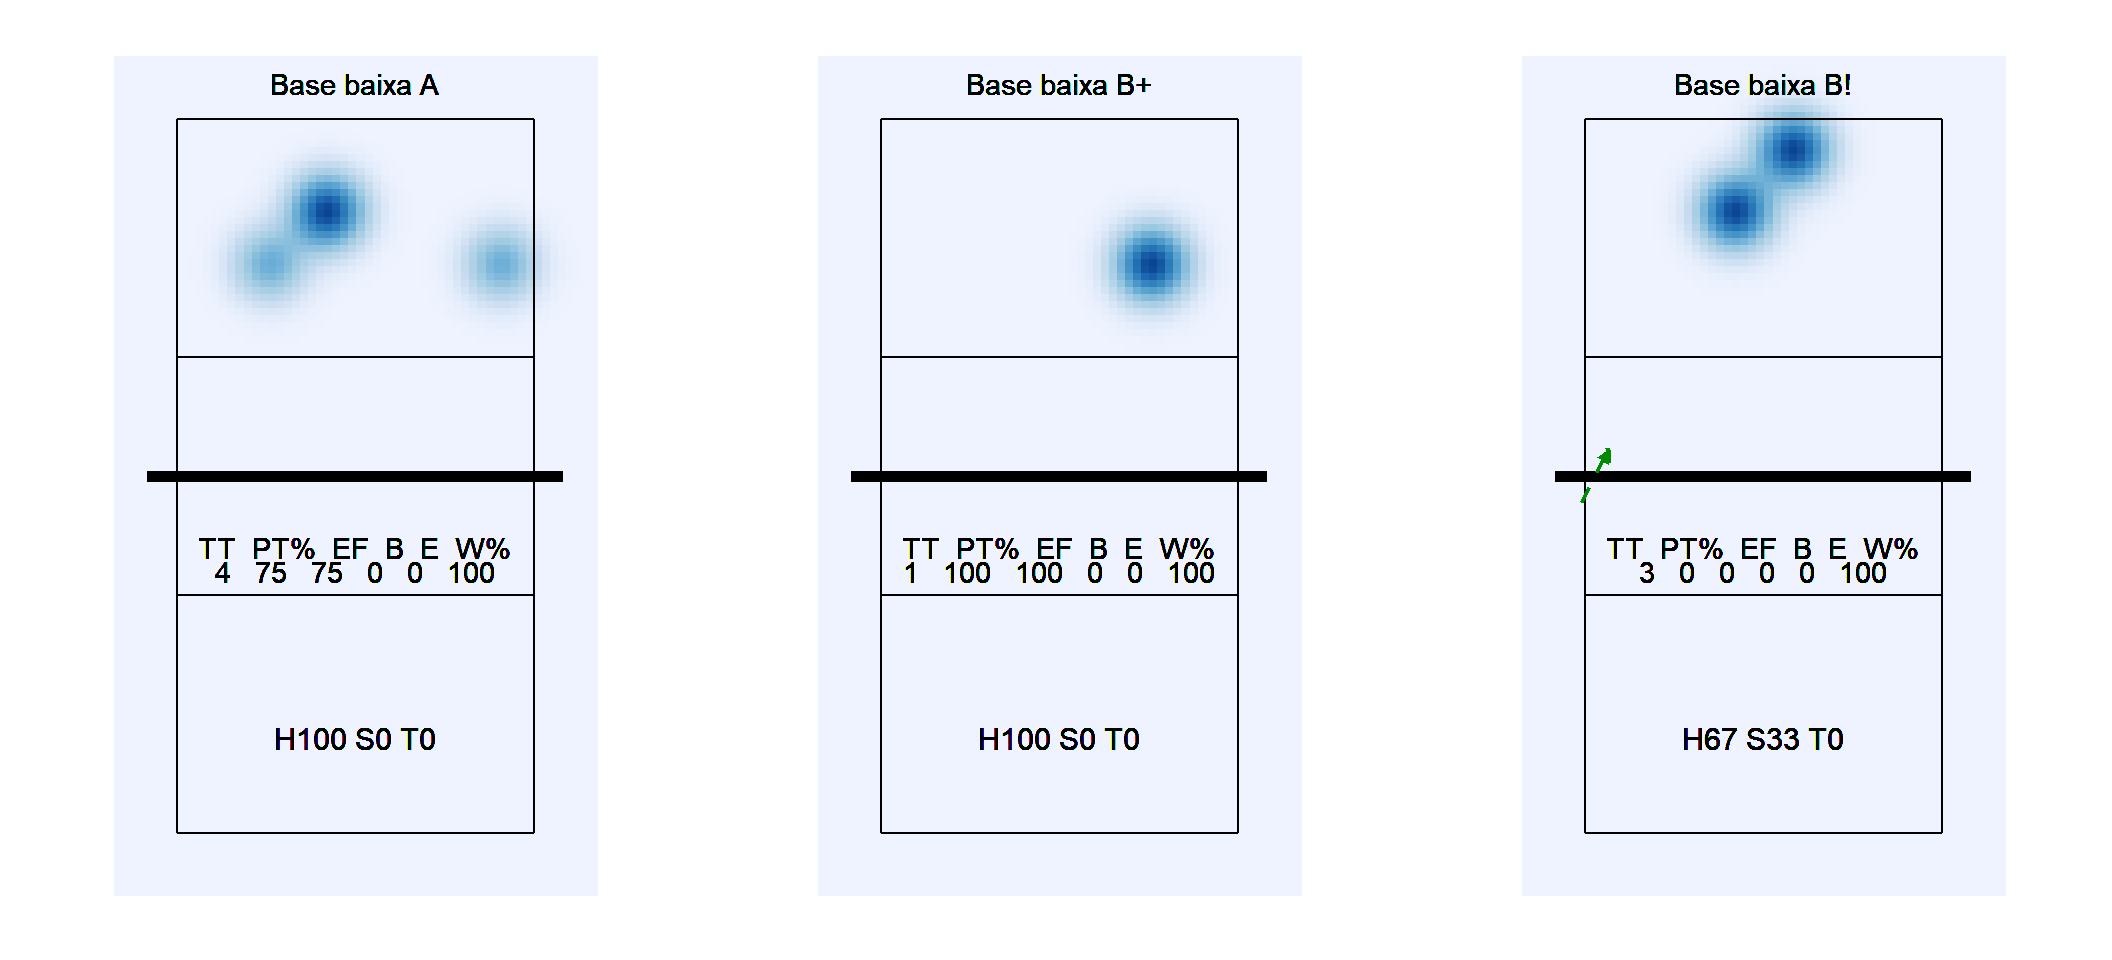 Base baixa A
TT PT% EF B E W%
4 75 75 0 0 100
H100 S0 T0
Base baixa B+
TT PT% EF B E W%
1 100 100 0 0 100
H100 S0 T0
Base baixa B!
TT PT% EF B E W%
3 0 0 0 0 100
H67 S33 T0